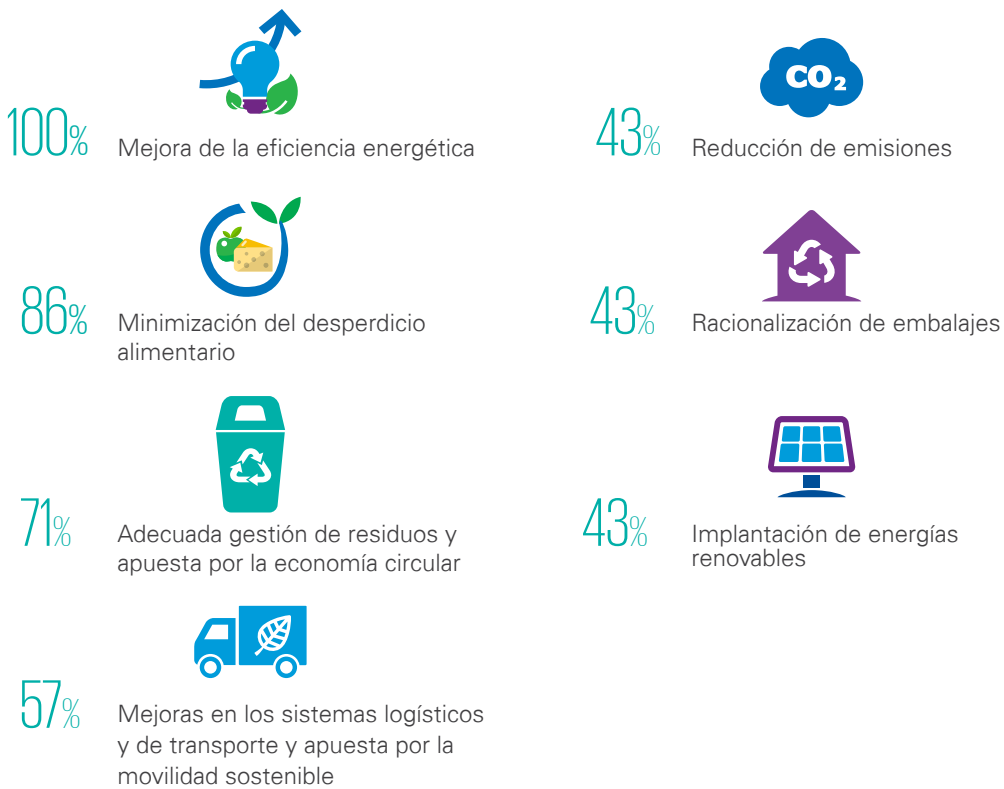 100%
Mejora de la eficiencia energética
86%
Minimización del desperdicio
alimentario
71%
Adecuada gestión de residuos y
apuesta por la economía circular
57%
Mejoras en los sistemas logísticos
y de transporte y apuesta por la
movilidad sostenible
CO₂
43%
Reducción de emisiones
43%
Racionalización de embalajes
43%
Implantación de energías
renovables